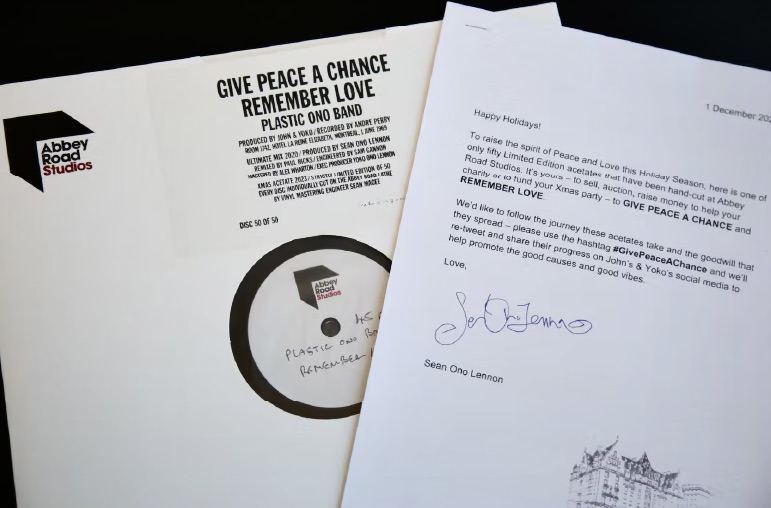 GIVE PEACE A CHANCE
REMEMBER LOVE
PLASTIC ONO BAND
PRODUCED BY JOHN & YOKO / RECORDED BY ANDRE PERRY
ROOM 1742, HOTEL LA REINE ELIZABETH, MONTREAL, 1 JUNE 1969
ULTIMATE MIX 2020 / PRODUCED BY SEAN ONO LENNON
REMIXED BY PAUL HICKS / ENGINEERED BY SAM GANNON
MASTERED BY ALEX WHARTON / EXEC PRODUCER YOKO ONO LENNON
XMAS ACETATE 2023 / STRICTLY LIMITED EDITION OF 50
EVERY DISC INDIVIDUALLY CUT ON THE ABBEY ROAD LATHE
BY VINYL MASTERING ENGINEER SEAN MAGEE
DISC 50 OF 50
Abbey
Road
Studios
Abbey
Road
Studios
45
PLASTIC ONO
REMEMBER
1 December
Happy Holidays!
To raise the spirit of Peace and Love this Holiday Season, here is one of
only fifty Limited Edition acetates that have been hand-cut at Abbey
Road Studios. It's yours – to sell, auction, raise money to help your
charity or to fund your Xmas party – to GIVE PEACE A CHANCE and
REMEMBER LOVE.
We'd like to follow the journey these acetates take and the goodwill that
they spread – please use the hashtag #GivePeaceAChance and we'll
re-tweet and share their progress on John's & Yoko's social media to
help promote the good causes and good vibes.
Love,
Sean Ono Lennon
Sean Ono Lennon